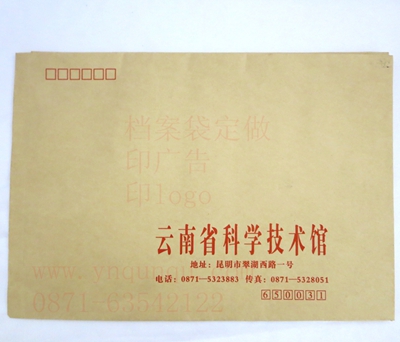 档案袋定做
印广告
印logo
云南省科学技术馆
地址：昆明市翠湖西路一号
电话：0871—5323883 传真：0871—5328051
0871-63542122
650031